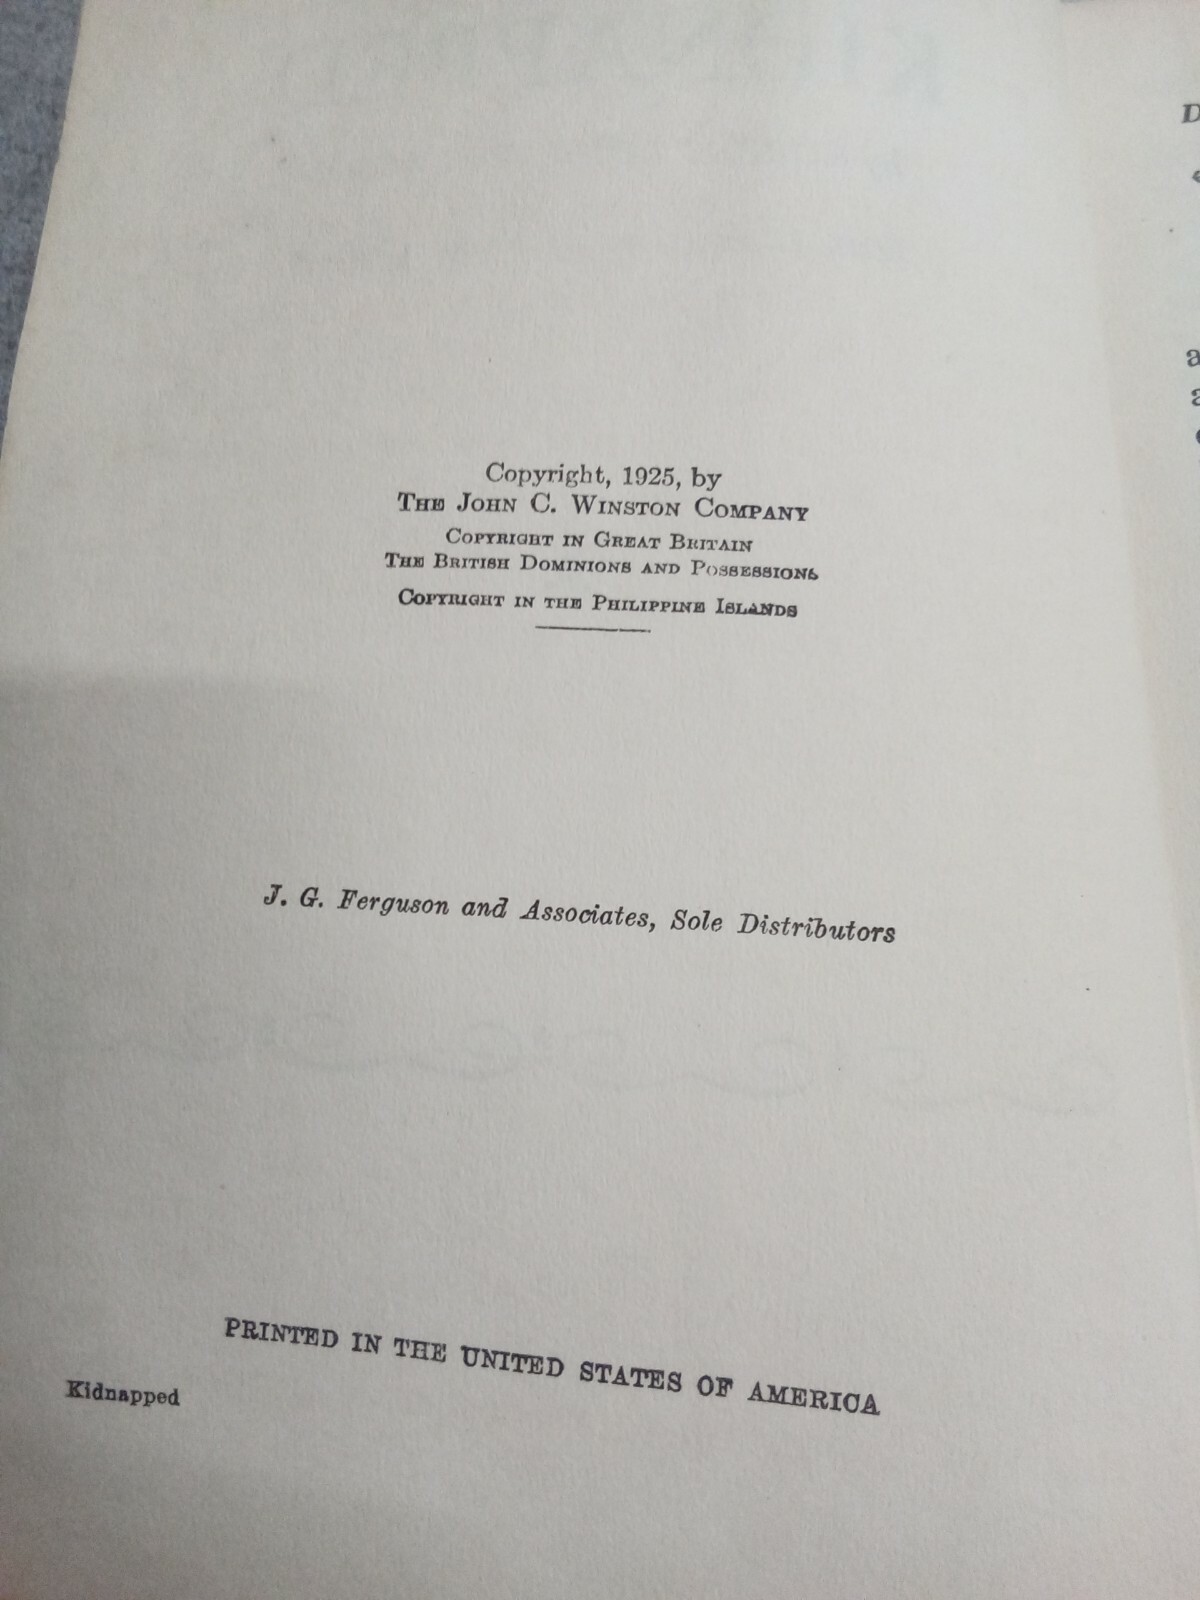 Copyright, 1925, by
THE JOHN C. WINSTON COMPANY
COPYRIGHT IN GREAT BRITAIN
THE BRITISH DOMINIONS AND POSSESSIONS
COPYRIGHT IN THE PHILIPPINE ISLANDS
J. G. Ferguson and Associates, Sole Distributors
PRINTED IN THE UNITED STATES OF AMERICA
Kidnapped